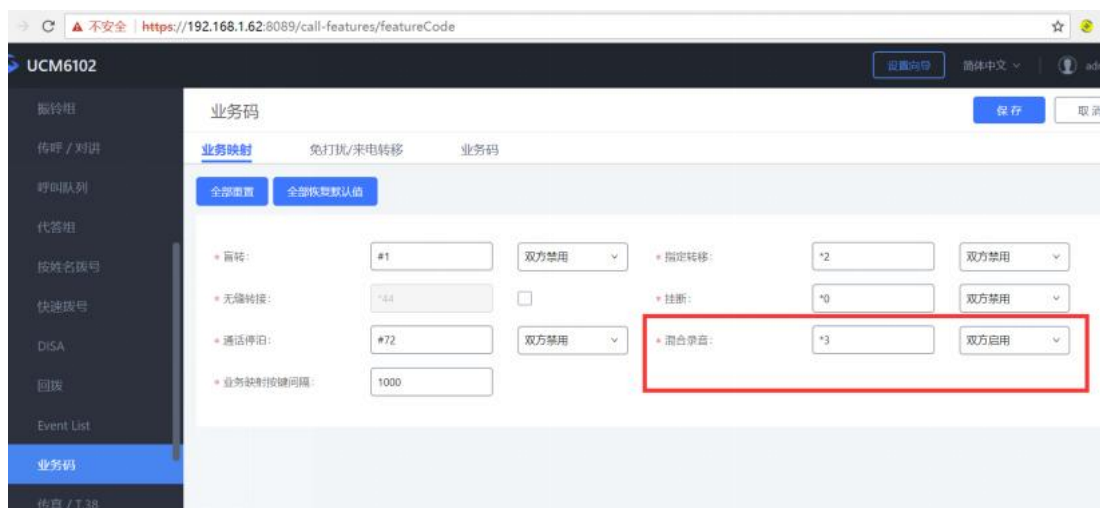 不安全 https://192.168.1.62:8089/call-features/featureCode
UCM6102
设置向导
简体中文
振铃组
传呼 / 对讲
呼叫队列
代答组
按姓名拨号
快速拨号
DISA
回拨
Event List
业务码
传真 / T.38
业务码
保存
取消
业务映射 免打扰/来电转移 业务码
全部重置 全部恢复默认值
* 盲转: #1 双方禁用 * 指定转移: *2 双方禁用
* 无缝转接: *44 * 挂断: *0 双方禁用
* 通话停泊: #72 双方禁用 * 混合录音: *3 双方启用
* 业务映射按键间隔: 1000